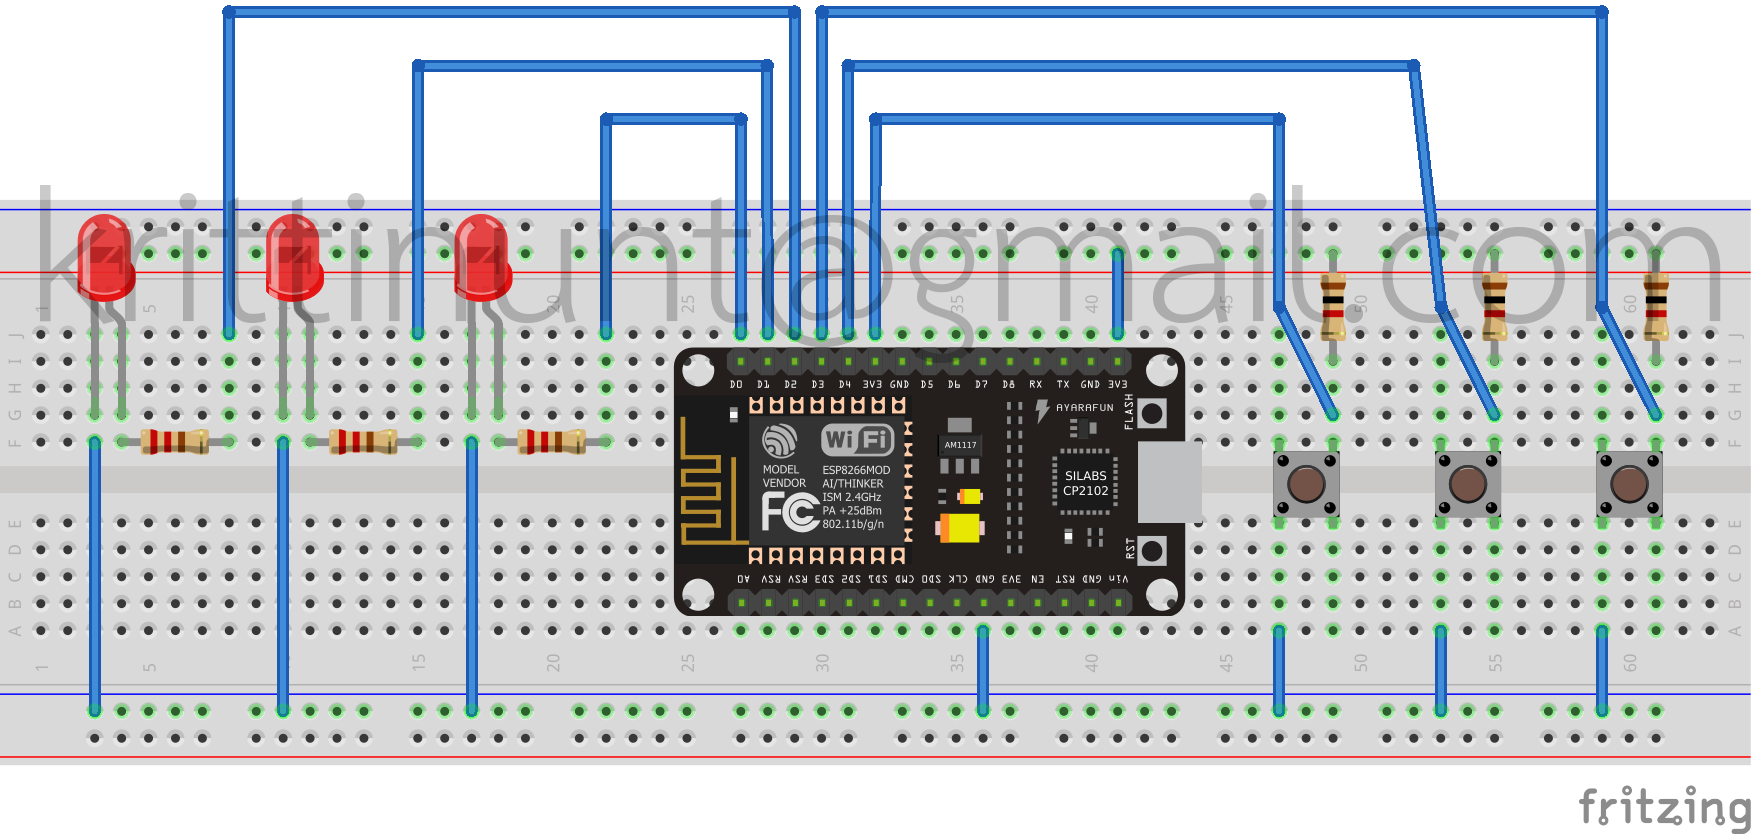 krittinunt@gmail.com
1 5 10 15 20 25 30 35 40 45 50 55 60
J J
I I
H H
G G
F F
D0 D1 D2 D3 D4 3V3 GND D5 D6 D7 D8 RX TX GND 3V3
FLASH
AYARAFUN
WiFi
AM1117
MODEL
VENDOR
FC
ESP8266MOD
AI/THINKER
ISM 2.4GHz
PA +25dBm
802.11b/g/n
SILABS
CP2102
RST
A0 RSV RSV SD3 SD2 SD1 CMD SD0 CLK GND 3V3 EN RST GND Vin
E E
D D
C C
B B
A A
1 5 10 15 20 25 30 35 40 45 50 55 60
fritzing